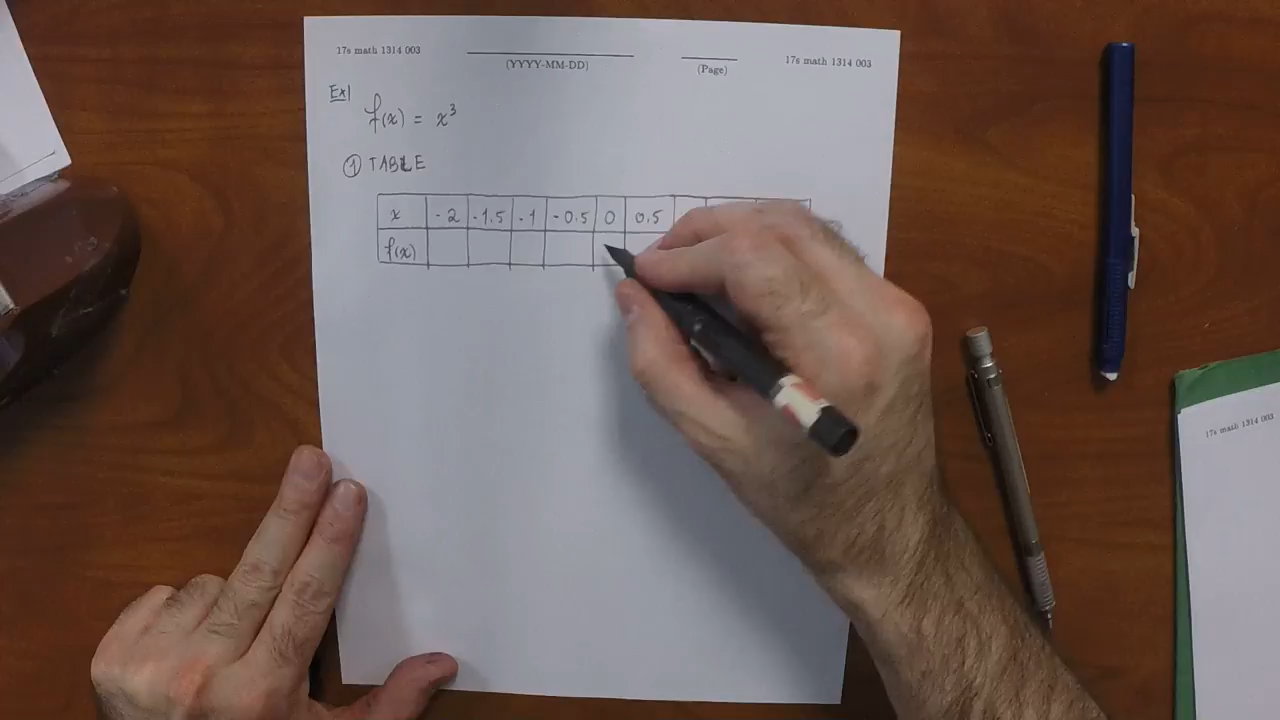 17s math 1314 003 (YYYY-MM-DD) (Page) 17s math 1314 003
Ex
f(x) = x³
① TABLE
x -2 -1.5 -1 -0.5 0 0.5
f(x)
17s math 1314 003